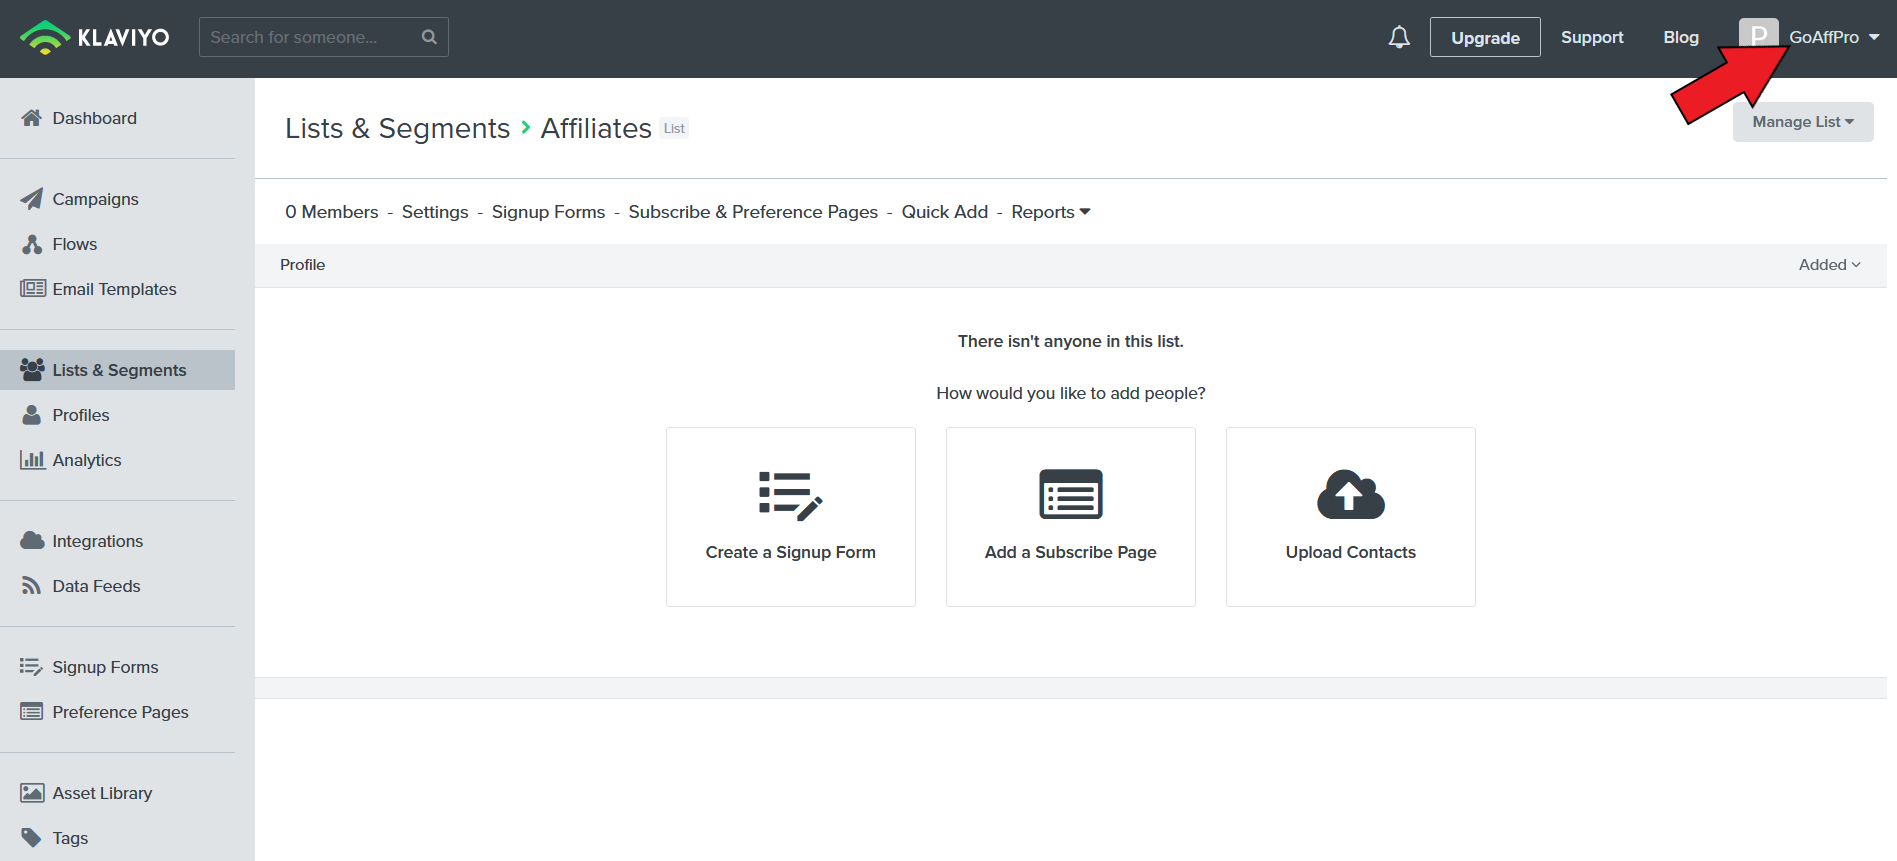 KLAVIYO
Search for someone...
Upgrade
Support
Blog
P
GoAffPro
Dashboard
Campaigns
Flows
Email Templates
Lists & Segments
Profiles
Analytics
Integrations
Data Feeds
Signup Forms
Preference Pages
Asset Library
Tags
Lists & Segments > Affiliates List
Manage List
0 Members - Settings - Signup Forms - Subscribe & Preference Pages - Quick Add - Reports
Profile
Added
There isn't anyone in this list.
How would you like to add people?
Create a Signup Form
Add a Subscribe Page
Upload Contacts